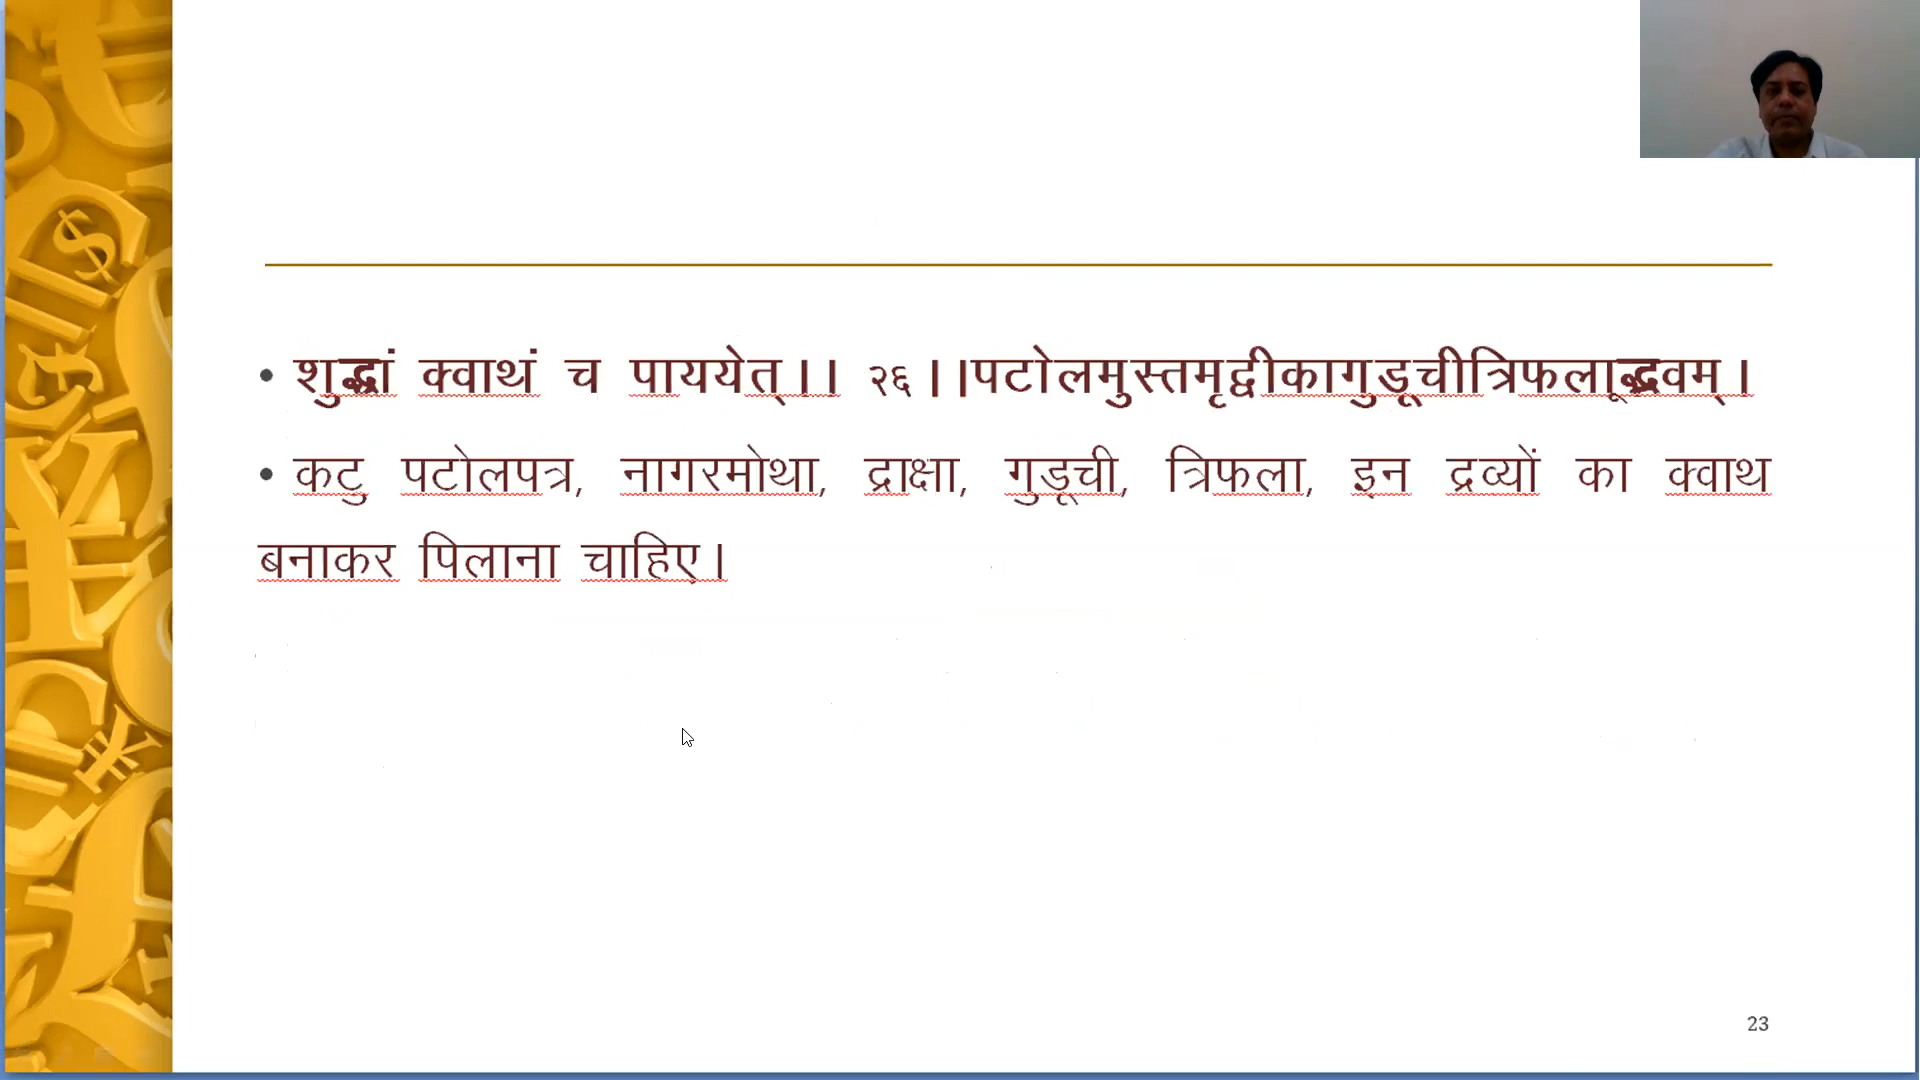 • शुद्धां क्वाथं च पाययेत्।। २६।।पटोलमुस्तमृद्वीकागुडूचीत्रिफलाूद्भवम्।
• कटु पटोलपत्र, नागरमोथा, द्राक्षा, गुडूची, त्रिफला, इन द्रव्यों का क्वाथ
बनाकर पिलाना चाहिए।
23